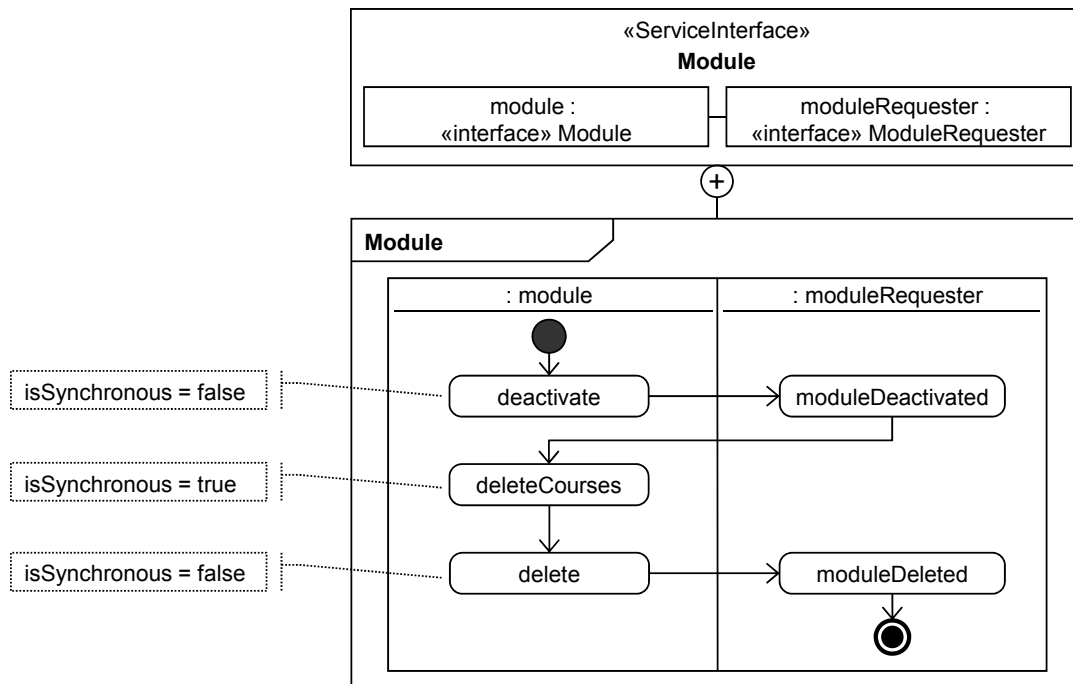 «ServiceInterface»
Module
module :
«interface» Module
moduleRequester :
«interface» ModuleRequester
+
Module
: module
: moduleRequester
isSynchronous = false
deactivate
moduleDeactivated
isSynchronous = true
deleteCourses
isSynchronous = false
delete
moduleDeleted